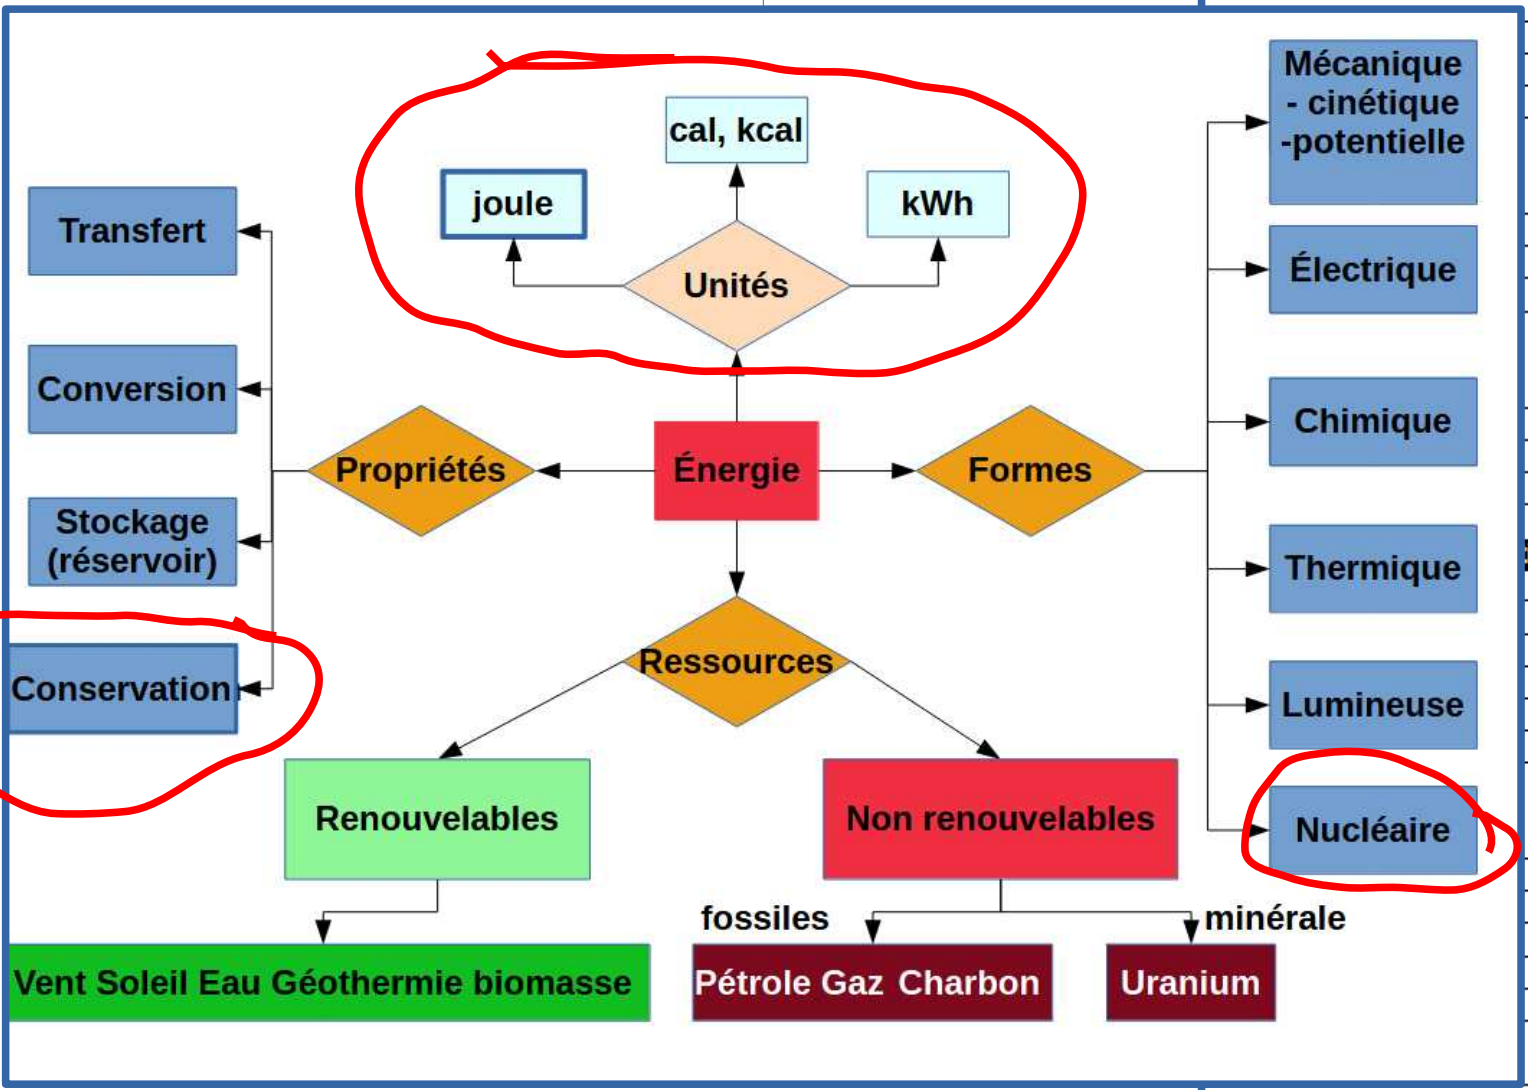 cal, kcal
joule
kWh
Unités
Transfert
Conversion
Stockage
(réservoir)
Conservation
Propriétés
Énergie
Formes
Mécanique
- cinétique
-potentielle
Électrique
Chimique
Thermique
Lumineuse
Nucléaire
Ressources
Renouvelables
Non renouvelables
fossiles
minérale
Vent Soleil Eau Géothermie biomasse
Pétrole Gaz Charbon
Uranium